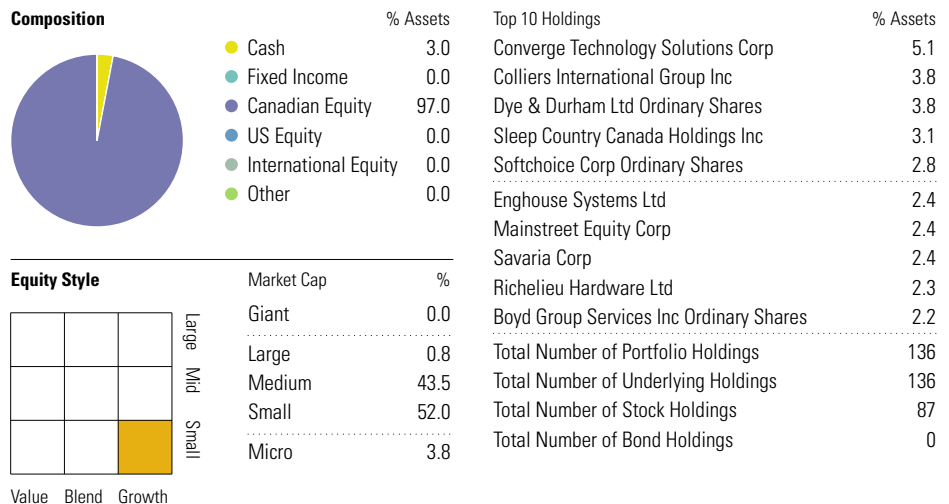 Composition % Assets
Cash 3.0
Fixed Income 0.0
Canadian Equity 97.0
US Equity 0.0
International Equity 0.0
Other 0.0
Equity Style
Large
Mid
Small
Value Blend Growth
Market Cap %
Giant 0.0
Large 0.8
Medium 43.5
Small 52.0
Micro 3.8
Top 10 Holdings % Assets
Converge Technology Solutions Corp 5.1
Colliers International Group Inc 3.8
Dye & Durham Ltd Ordinary Shares 3.8
Sleep Country Canada Holdings Inc 3.1
Softchoice Corp Ordinary Shares 2.8
Enghouse Systems Ltd 2.4
Mainstreet Equity Corp 2.4
Savaria Corp 2.4
Richelieu Hardware Ltd 2.3
Boyd Group Services Inc Ordinary Shares 2.2
Total Number of Portfolio Holdings 136
Total Number of Underlying Holdings 136
Total Number of Stock Holdings 87
Total Number of Bond Holdings 0